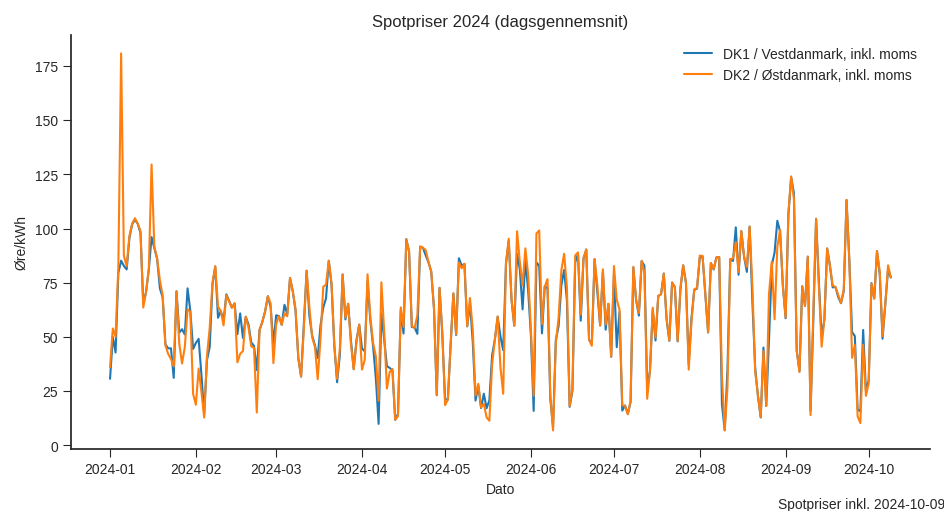 Spotpriser 2024 (dagsgennemsnit)
DK1 / Vestdanmark, inkl. moms
DK2 / Østdanmark, inkl. moms
Øre/kWh
175
150
125
100
75
50
25
0
2024-01 2024-02 2024-03 2024-04 2024-05 2024-06 2024-07 2024-08 2024-09 2024-10
Dato
Spotpriser inkl. 2024-10-09